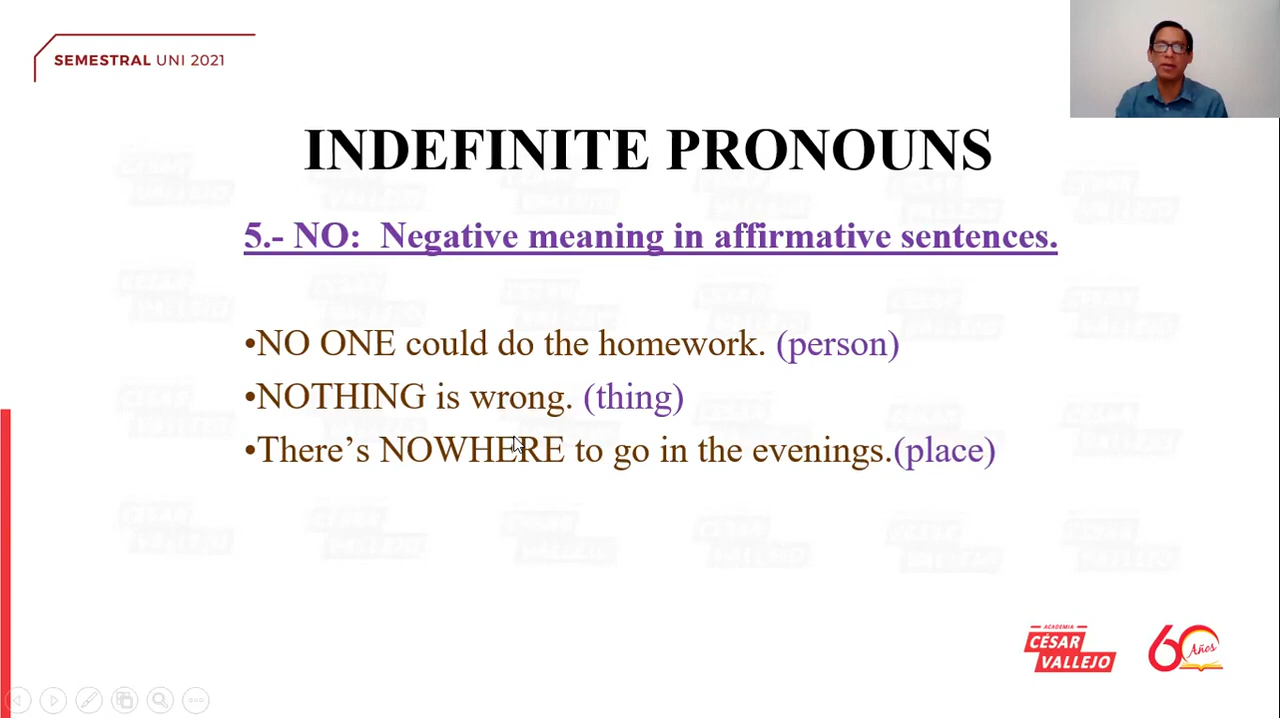 SEMESTRAL UNI 2021
INDEFINITE PRONOUNS
5.- NO:  Negative meaning in affirmative sentences.
•NO ONE could do the homework. (person)
•NOTHING is wrong. (thing)
•There’s NOWHERE to go in the evenings.(place)
ACADEMIA
CÉSAR
VALLEJO
60 Años